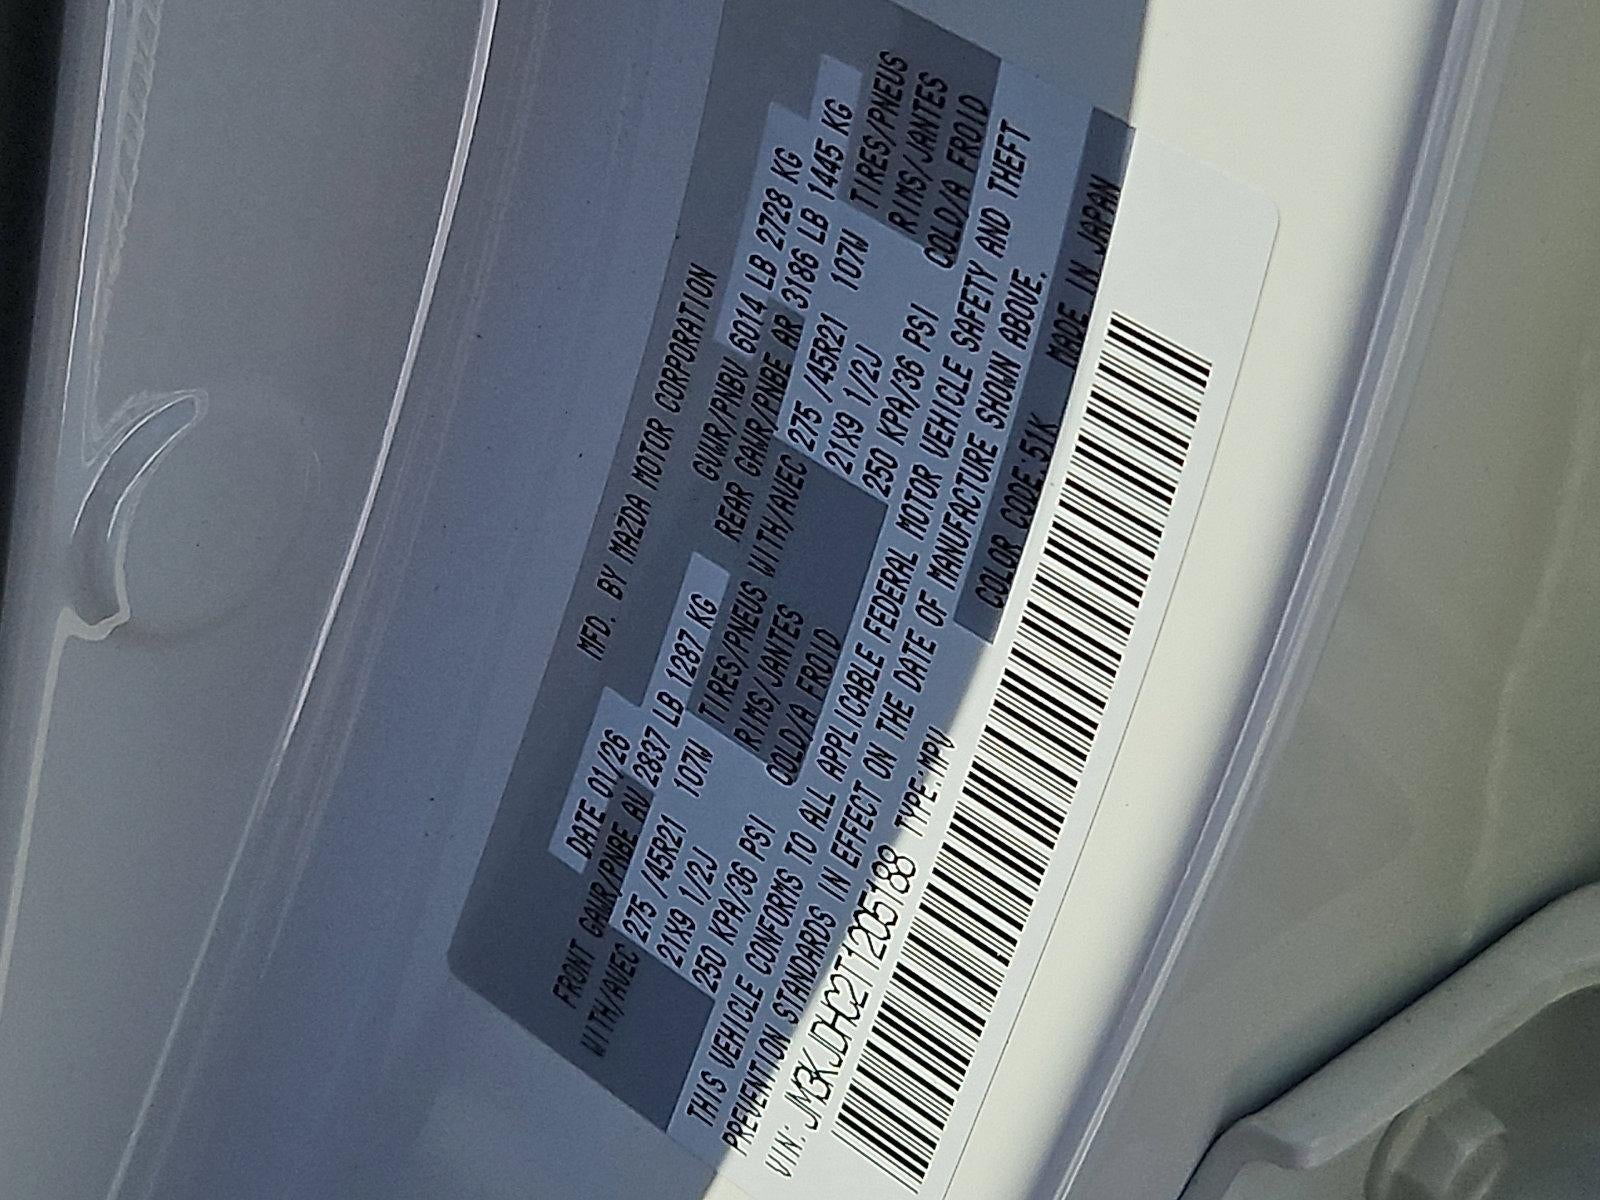 MFD. BY MAZDA MOTOR CORPORATION
DATE 01/26 GVWR/PNBV 6014 LB 2728 KG
FRONT GAWR/PNBE AV 2837 LB 1287 KG REAR GAWR/PNBE AR 3186 LB 1445 KG
WITH/AVEC 275 /45R21 107W TIRES/PNEUS WITH/AVEC 275 /45R21 107W TIRES/PNEUS
21X9 1/2J RIMS/JANTES 21X9 1/2J RIMS/JANTES
250 KPA/36 PSI COLD/A FROID 250 KPA/36 PSI COLD/A FROID
THIS VEHICLE CONFORMS TO ALL APPLICABLE FEDERAL MOTOR VEHICLE SAFETY AND THEFT
PREVENTION STANDARDS IN EFFECT ON THE DATE OF MANUFACTURE SHOWN ABOVE.
VIN: JM3KJDHC2T1205188 TYPE:MPV COLOR CODE:51K MADE IN JAPAN